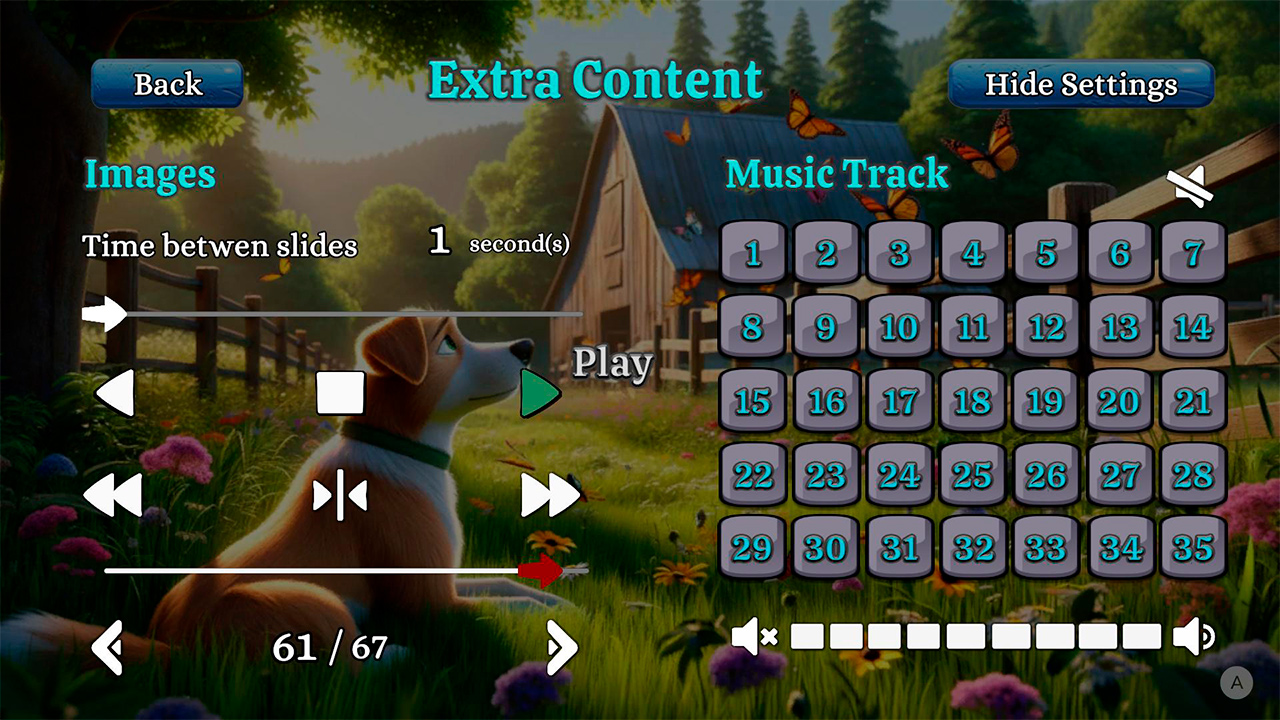 Back
Extra Content
Hide Settings
Images
Music Track
Time betwen slides
1 second(s)
Play
1 2 3 4 5 6 7
8 9 10 11 12 13 14
15 16 17 18 19 20 21
22 23 24 25 26 27 28
29 30 31 32 33 34 35
61 / 67
A